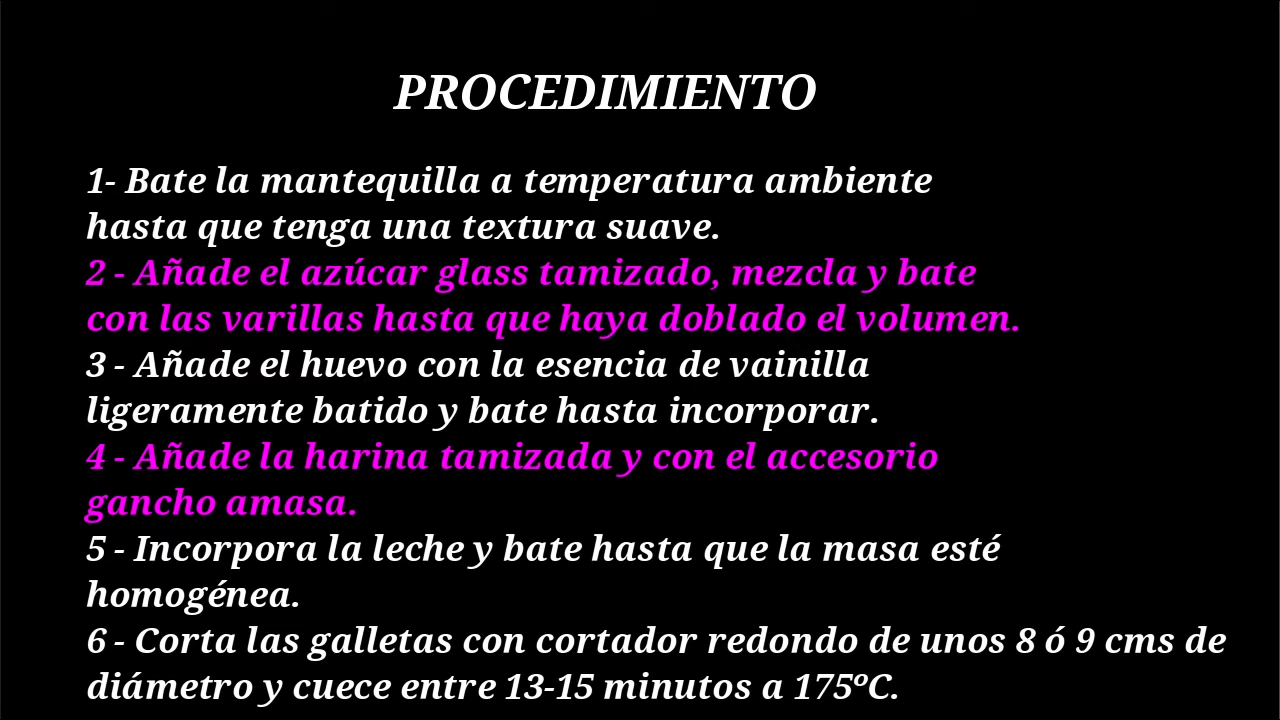 PROCEDIMIENTO
1- Bate la mantequilla a temperatura ambiente
hasta que tenga una textura suave.
2 - Añade el azúcar glass tamizado, mezcla y bate
con las varillas hasta que haya doblado el volumen.
3 - Añade el huevo con la esencia de vainilla
ligeramente batido y bate hasta incorporar.
4 - Añade la harina tamizada y con el accesorio
gancho amasa.
5 - Incorpora la leche y bate hasta que la masa esté
homogénea.
6 - Corta las galletas con cortador redondo de unos 8 ó 9 cms de
diámetro y cuece entre 13-15 minutos a 175ºC.